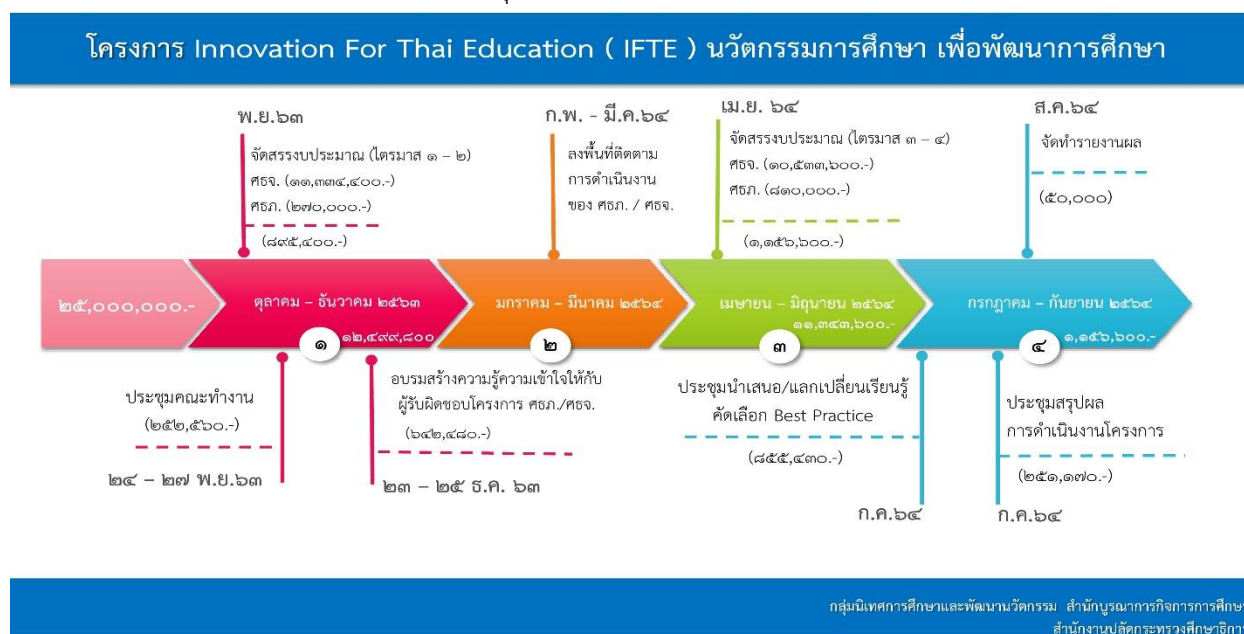 โครงการ Innovation For Thai Education ( IFTE ) นวัตกรรมการศึกษา เพื่อพัฒนาการศึกษา
พ.ย.๖๓
จัดสรรงบประมาณ (ไตรมาส ๑ – ๒)
ศธจ. (๑๑,๓๓๔,๔๐๐.-)
ศธภ. (๒๗๐,๐๐๐.-)
(๘๙๕,๔๐๐.-)
ก.พ. - มี.ค.๖๔
ลงพื้นที่ติดตาม
การดำเนินงาน
ของ ศธภ. / ศธจ.
เม.ย. ๖๔
จัดสรรงบประมาณ (ไตรมาส ๓ – ๔)
ศธจ. (๑๐,๕๓๓,๖๐๐.-)
ศธภ. (๘๑๐,๐๐๐.-)
(๑,๑๕๖,๖๐๐.-)
ส.ค.๖๔
จัดทำรายงานผล
(๕๐,๐๐๐)
๒๕,๐๐๐,๐๐๐.-
ตุลาคม – ธันวาคม ๒๕๖๓
๑๒,๔๙๙,๘๐๐
๑
มกราคม – มีนาคม ๒๕๖๔
๒
เมษายน – มิถุนายน ๒๕๖๔
๑๑,๓๔๓,๖๐๐.-
๓
กรกฎาคม – กันยายน ๒๕๖๔
๑,๑๕๖,๖๐๐.-
๔
ประชุมคณะทำงาน
(๒๕๒,๕๖๐.-)
๒๔ – ๒๗ พ.ย.๖๓
อบรมสร้างความรู้ความเข้าใจให้กับ
ผู้รับผิดชอบโครงการ ศธภ./ศธจ.
(๖๔๒,๔๘๐.-)
๒๓ – ๒๕ ธ.ค. ๖๓
ประชุมนำเสนอ/แลกเปลี่ยนเรียนรู้
คัดเลือก Best Practice
(๘๕๕,๔๓๐.-)
ก.ค.๖๔
ประชุมสรุปผล
การดำเนินงานโครงการ
(๒๕๑,๑๗๐.-)
ก.ค.๖๔
กลุ่มนิเทศการศึกษาและพัฒนานวัตกรรม สำนักบูรณาการกิจการการศึกษา
สำนักงานปลัดกระทรวงศึกษาธิการ